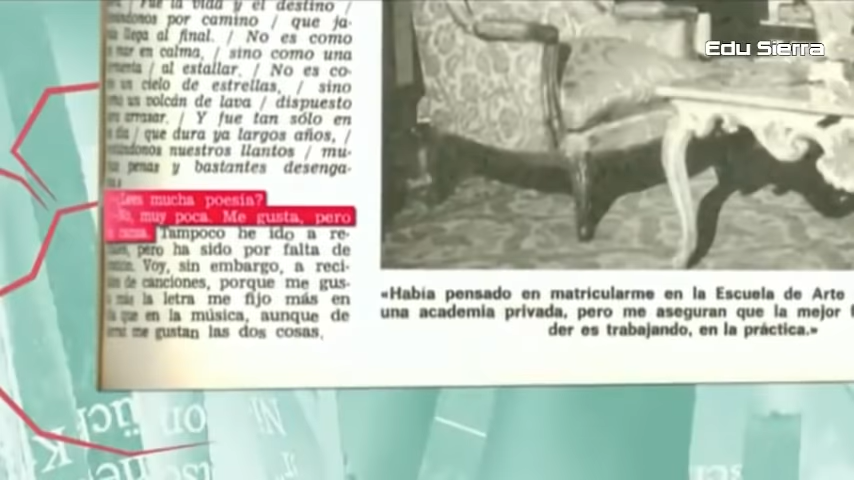 Edu Sierra
Fue la vida y el destino /
por camino / que ja-
llega al final. / No es como
mar en calma, / sino como una
/ al estallar. / No es co-
un cielo de estrellas, / sino
un volcán de lava / dispuesto
arrasar. / Y fue tan sólo en
día / que dura ya largos años, /
nuestros llantos / mu-
penas y bastantes desenga-
mucha poesía?
—No, muy poca. Me gusta, pero
Tampoco he ido a re-
pero ha sido por falta de
Voy, sin embargo, a reci-
de canciones, porque me gus-
la letra me fijo más en
que en la música, aunque de
me gustan las dos cosas.
«Había pensado en matricularme en la Escuela de Arte
una academia privada, pero me aseguran que la mejor f
der es trabajando, en la práctica.»